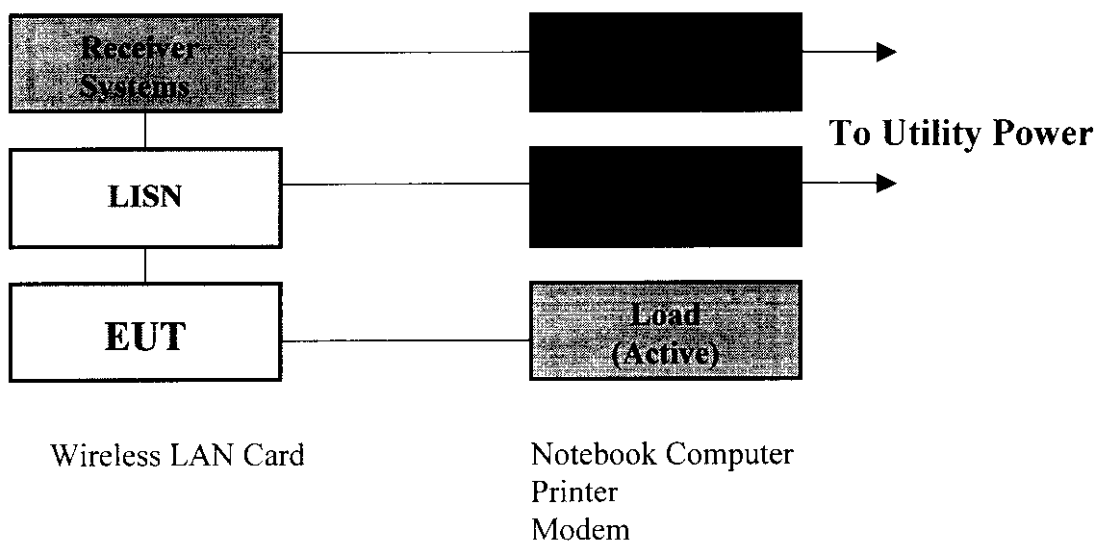 Receiver
Systems
To Utility Power
LISN
EUT
Load
(Active)
Wireless LAN Card
Notebook Computer
Printer
Modem